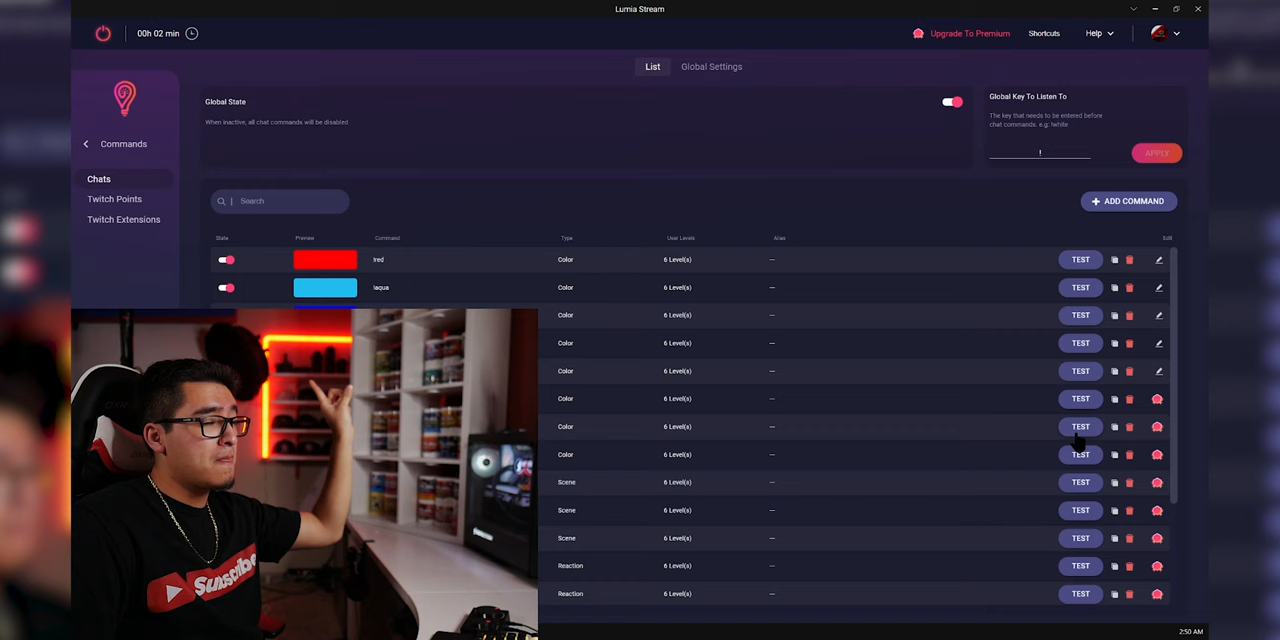 Lumia Stream
00h 02 min
Upgrade To Premium
Shortcuts
Help
List
Global Settings
Commands
Chats
Twitch Points
Twitch Extensions
Global State
When inactive, all chat commands will be disabled
Global Key To Listen To
The key that needs to be entered before
chat commands. e.g: !white
!
APPLY
Search
ADD COMMAND
State Preview Command Type User Levels Alias Edit
!red Color 6 Level(s) — TEST
!aqua Color 6 Level(s) — TEST
Color 6 Level(s) — TEST
Color 6 Level(s) — TEST
Color 6 Level(s) — TEST
Color 6 Level(s) — TEST
Color 6 Level(s) — TEST
Color 6 Level(s) — TEST
Scene 6 Level(s) — TEST
Scene 6 Level(s) — TEST
Scene 6 Level(s) — TEST
Reaction 6 Level(s) — TEST
Reaction 6 Level(s) — TEST
Subscribe
2:50 AM